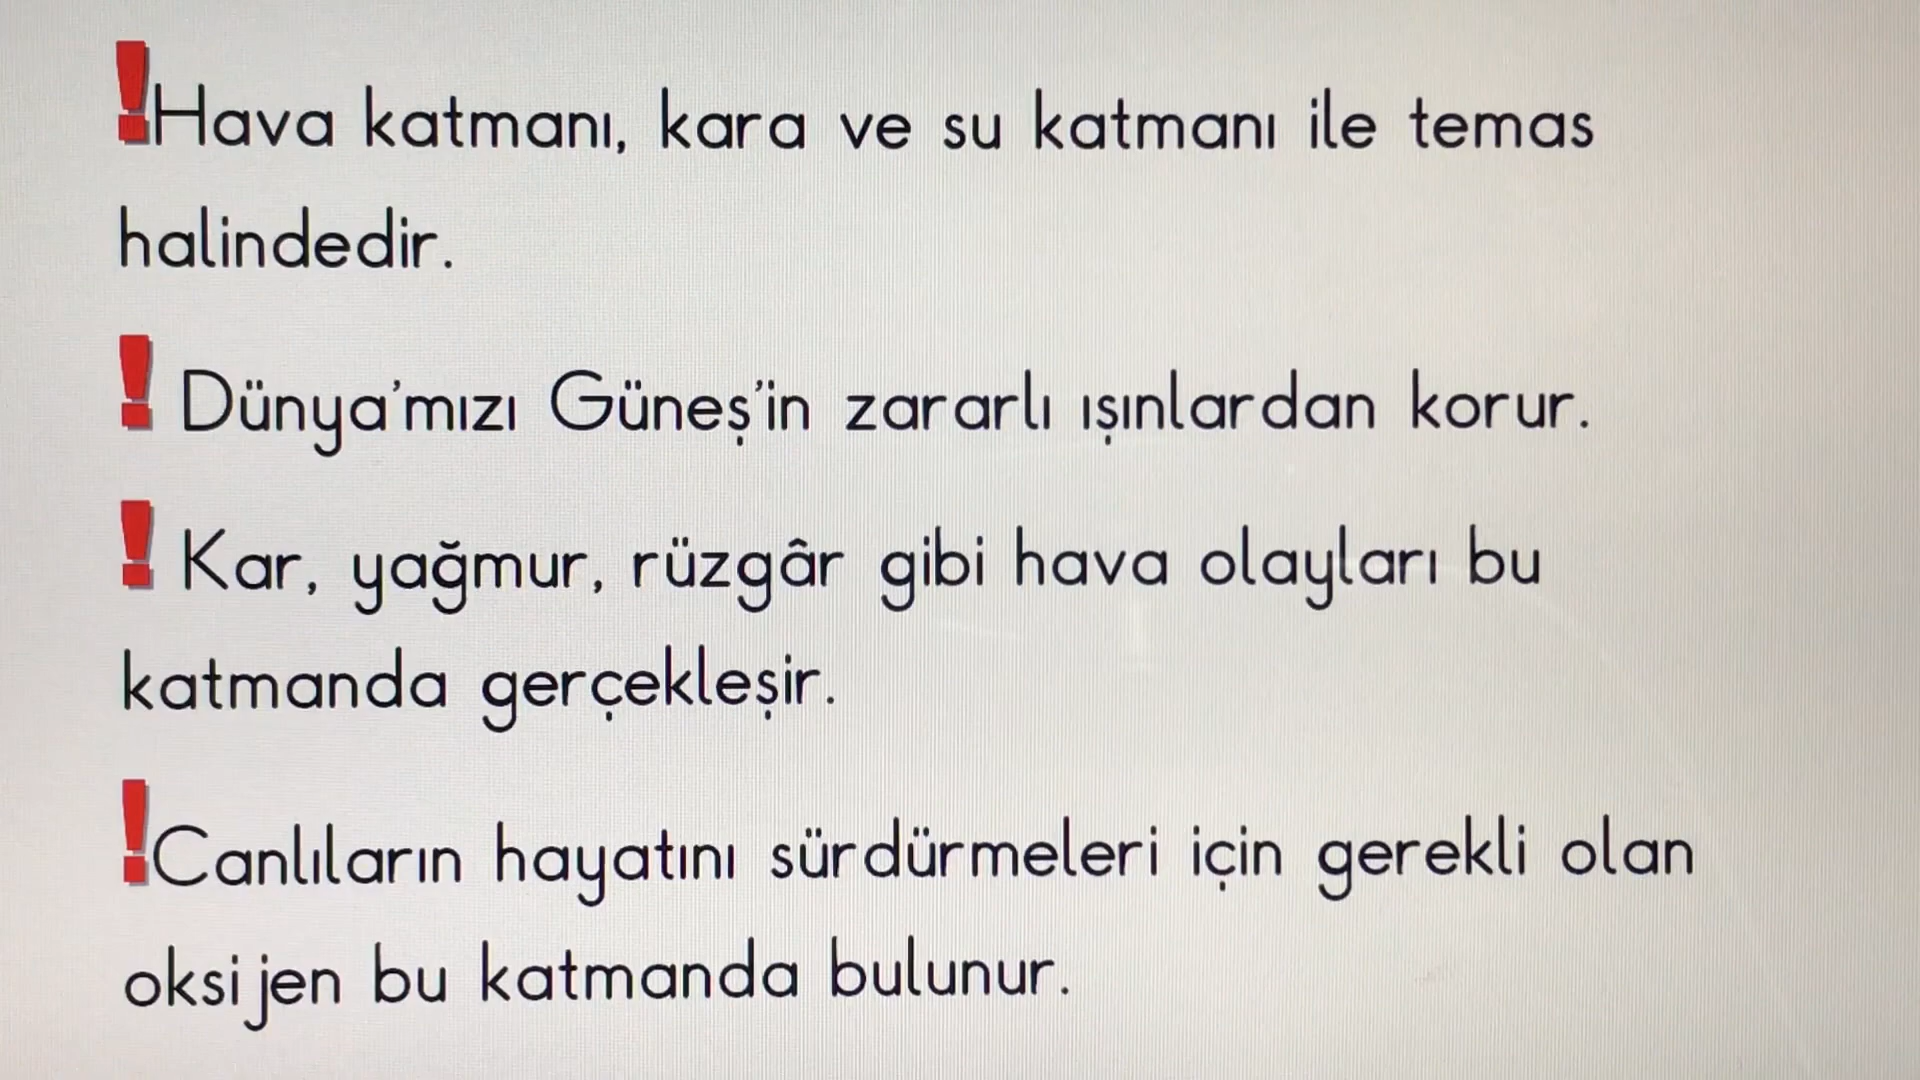 ❗Hava katmanı, kara ve su katmanı ile temas
halindedir.
❗ Dünya'mızı Güneş'in zararlı ışınlardan korur.
❗ Kar, yağmur, rüzgâr gibi hava olayları bu
katmanda gerçekleşir.
❗Canlıların hayatını sürdürmeleri için gerekli olan
oksijen bu katmanda bulunur.